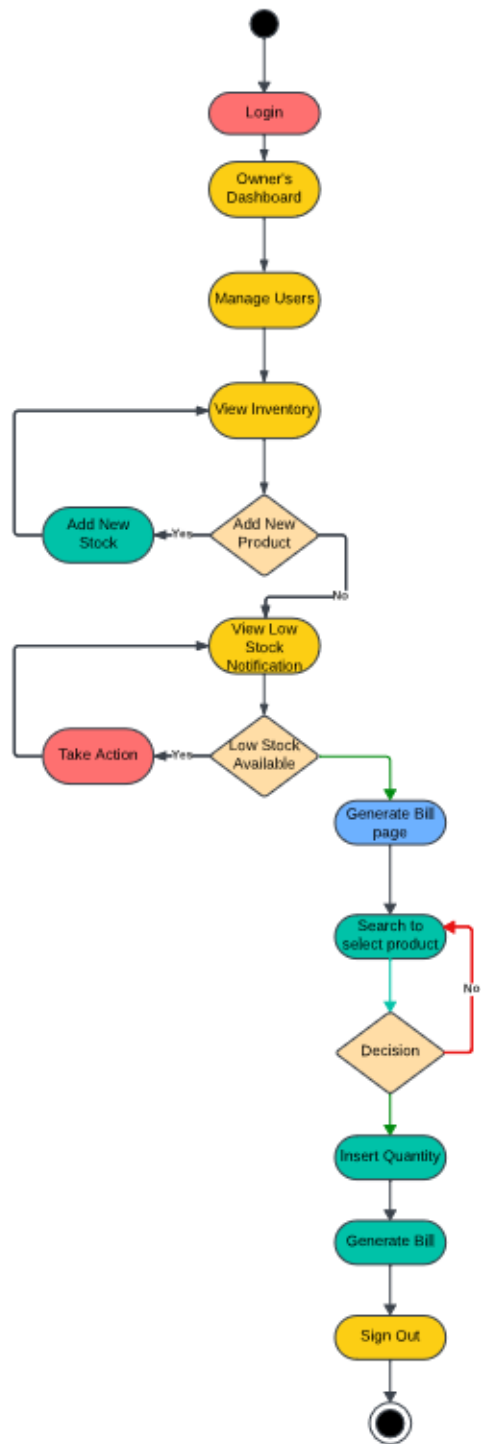 Login
Owner's
Dashboard
Manage Users
View Inventory
Add New
Stock
Yes
Add New
Product
No
View Low
Stock
Notification
Take Action
Yes
Low Stock
Available
Generate Bill
page
Search to
select product
No
Decision
Insert Quantity
Generate Bill
Sign Out